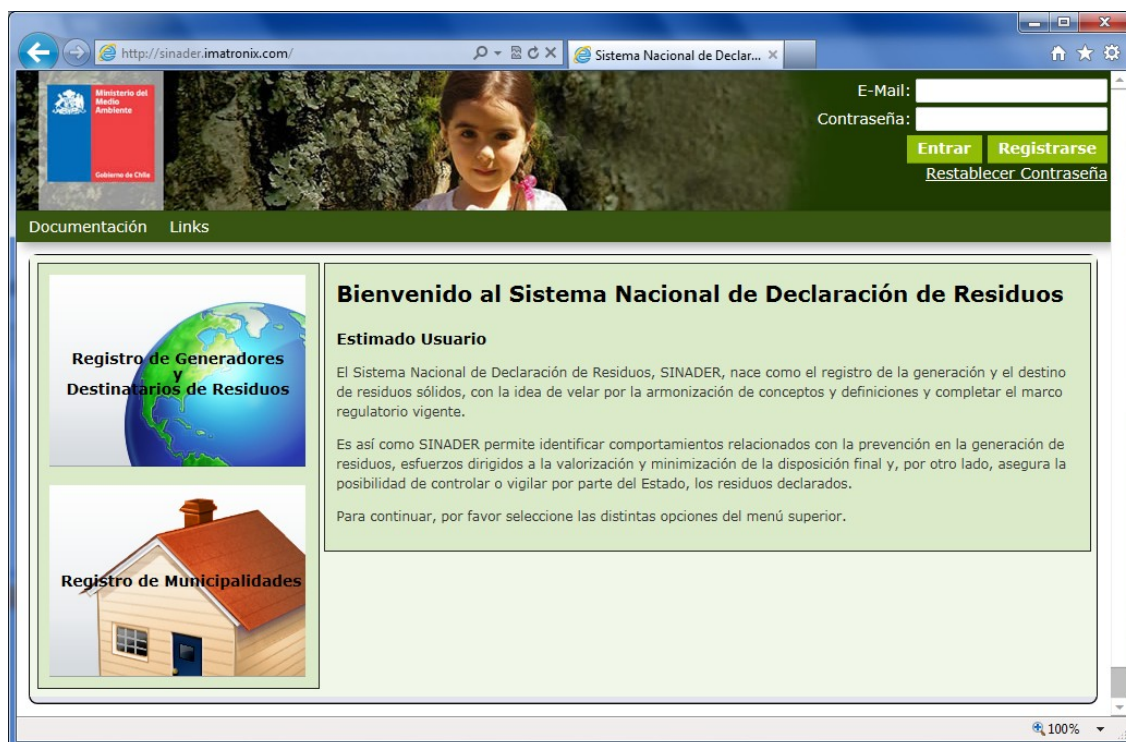 http://sinader.imatronix.com/
Sistema Nacional de Declar...
Ministerio del
Medio
Ambiente
Gobierno de Chile
E-Mail:
Contraseña:
Entrar Registrarse
Restablecer Contraseña
Documentación Links
Registro de Generadores
y
Destinatarios de Residuos
Registro de Municipalidades
Bienvenido al Sistema Nacional de Declaración de Residuos
Estimado Usuario
El Sistema Nacional de Declaración de Residuos, SINADER, nace como el registro de la generación y el destino
de residuos sólidos, con la idea de velar por la armonización de conceptos y definiciones y completar el marco
regulatorio vigente.
Es así como SINADER permite identificar comportamientos relacionados con la prevención en la generación de
residuos, esfuerzos dirigidos a la valorización y minimización de la disposición final y, por otro lado, asegura la
posibilidad de controlar o vigilar por parte del Estado, los residuos declarados.
Para continuar, por favor seleccione las distintas opciones del menú superior.
100%